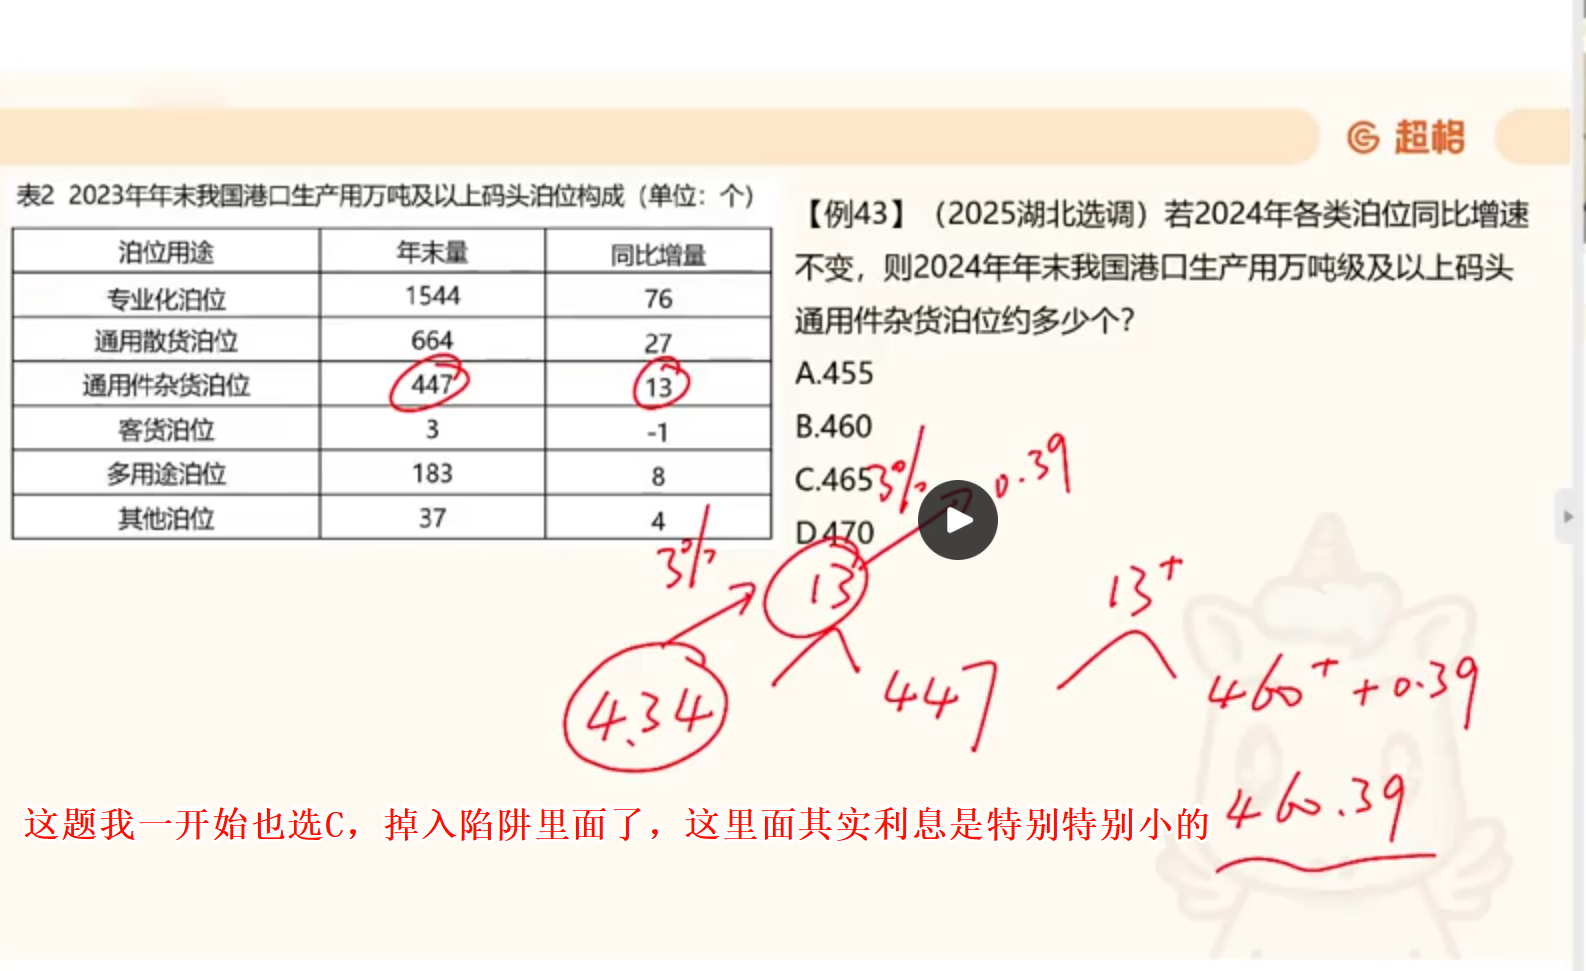 超格
表2 2023年年末我国港口生产用万吨及以上码头泊位构成（单位：个）
泊位用途 年末量 同比增量
专业化泊位 1544 76
通用散货泊位 664 27
通用件杂货泊位 447 13
客货泊位 3 -1
多用途泊位 183 8
其他泊位 37 4
【例43】（2025湖北选调）若2024年各类泊位同比增速
不变，则2024年年末我国港口生产用万吨级及以上码头
通用件杂货泊位约多少个？
A.455
B.460
C.465
D.470
3% 0.39
3% 13 13+
434 447 460+ +0.39
460.39
这题我一开始也选C，掉入陷阱里面了，这里面其实利息是特别特别小的